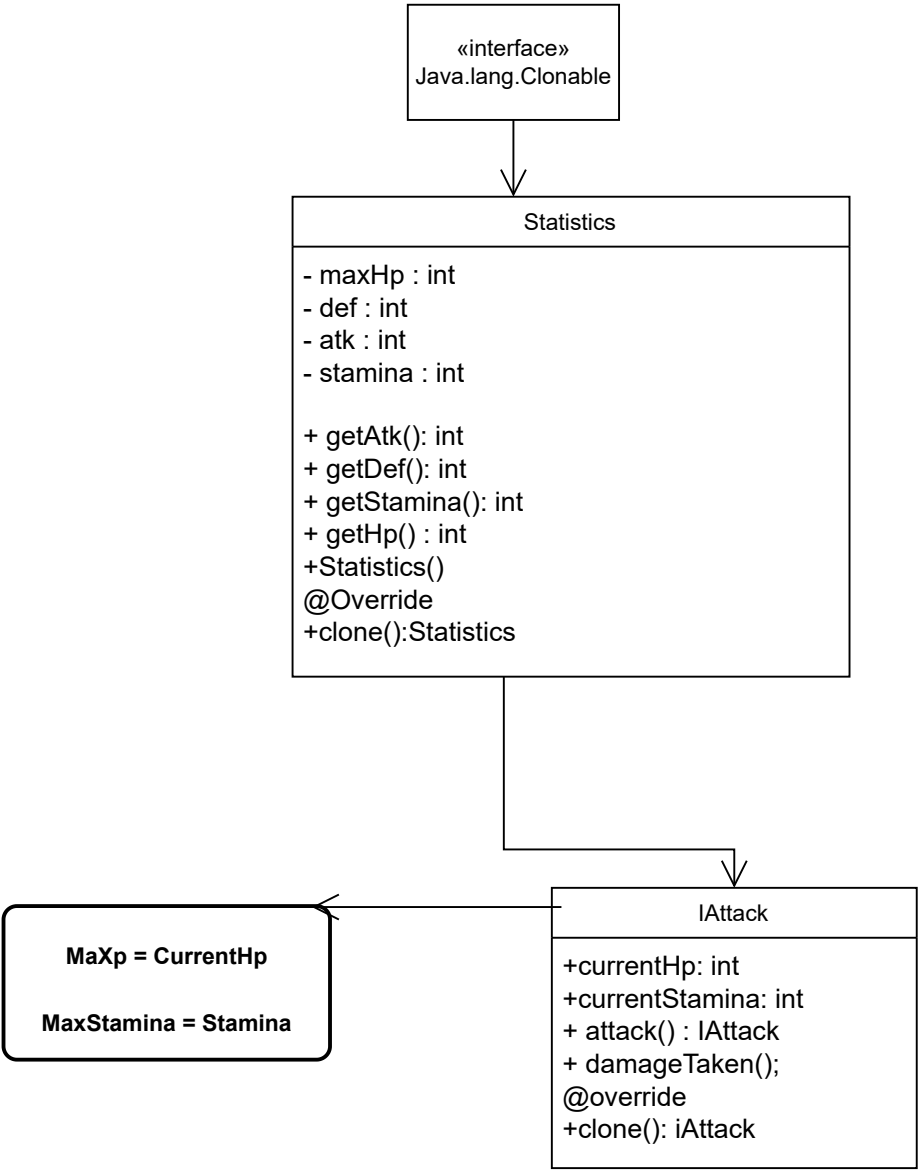 «interface»
Java.lang.Clonable
Statistics
- maxHp : int
- def : int
- atk : int
- stamina : int
+ getAtk(): int
+ getDef(): int
+ getStamina(): int
+ getHp() : int
+Statistics()
@Override
+clone():Statistics
IAttack
+currentHp: int
+currentStamina: int
+ attack() : IAttack
+ damageTaken();
@override
+clone(): iAttack
MaXp = CurrentHp
MaxStamina = Stamina